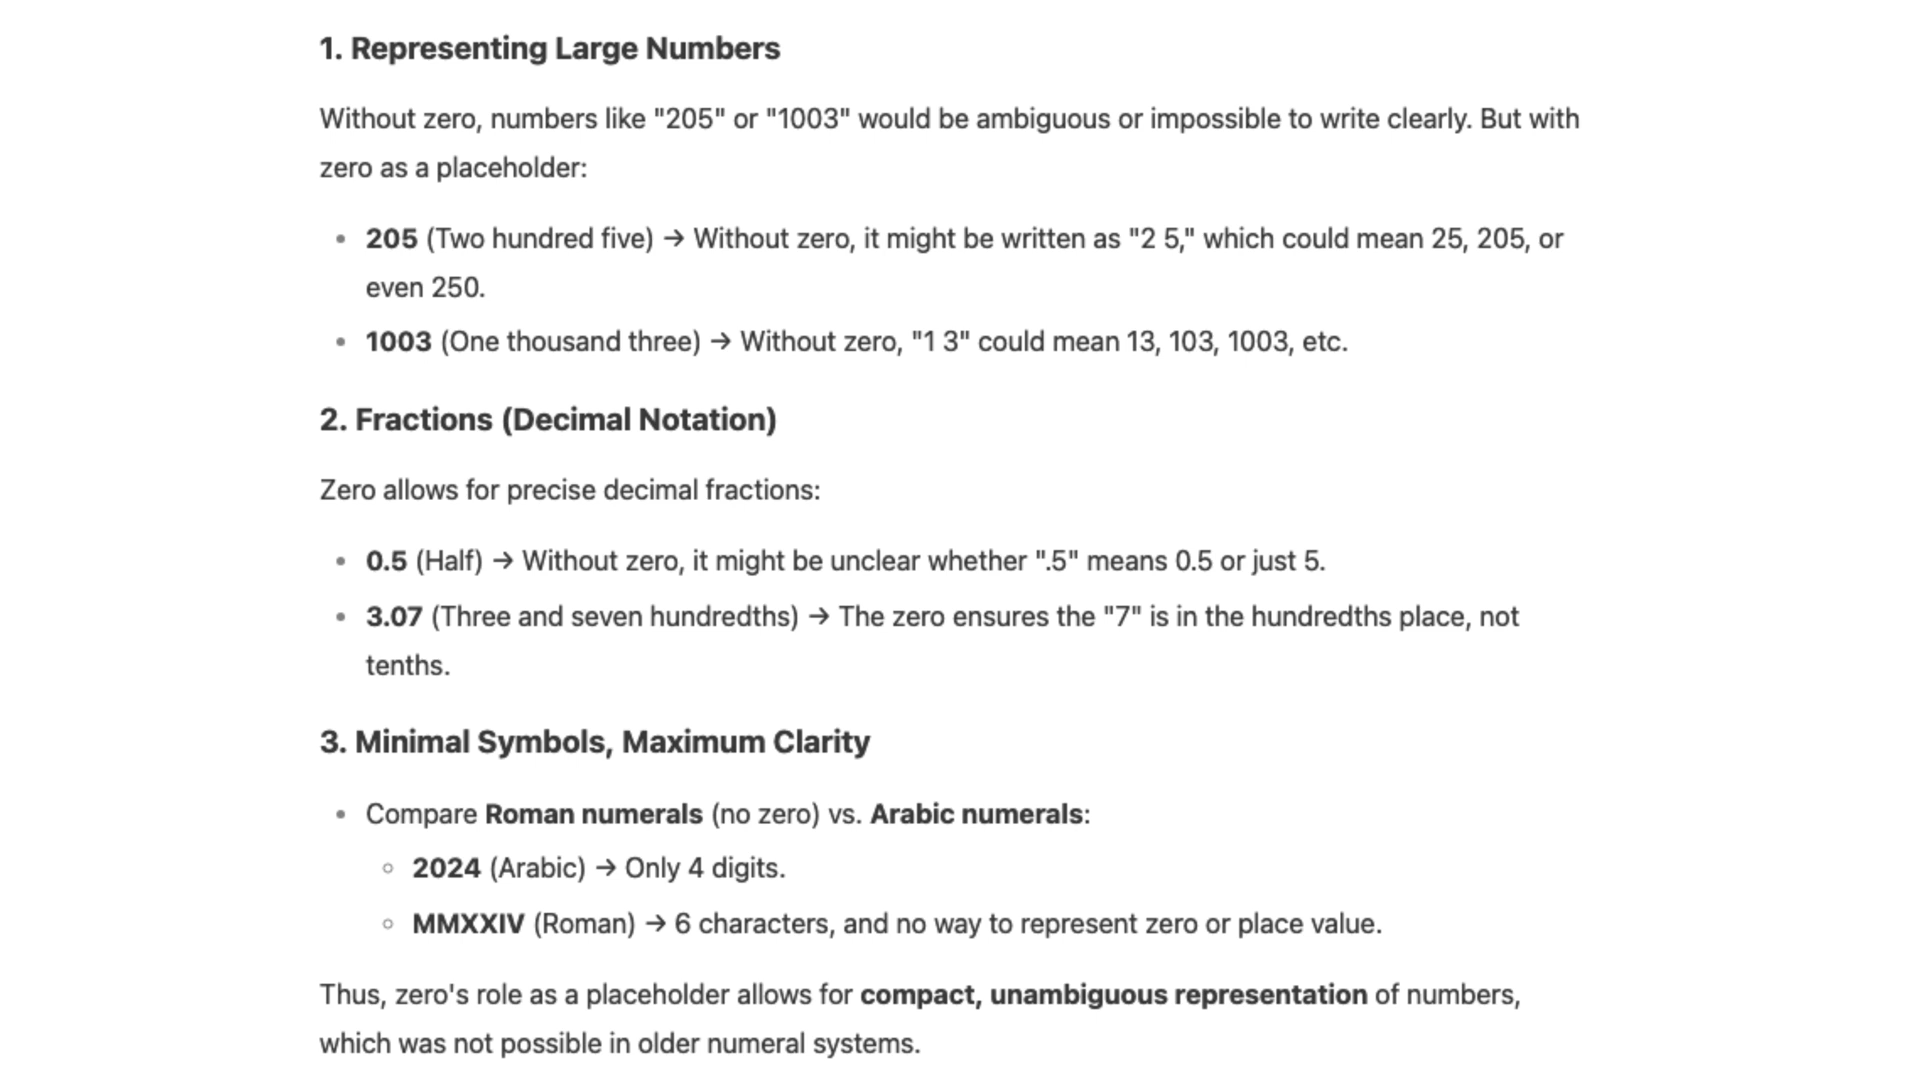 1. Representing Large Numbers
Without zero, numbers like "205" or "1003" would be ambiguous or impossible to write clearly. But with
zero as a placeholder:
• 205 (Two hundred five) → Without zero, it might be written as "2 5," which could mean 25, 205, or
even 250.
• 1003 (One thousand three) → Without zero, "1 3" could mean 13, 103, 1003, etc.
2. Fractions (Decimal Notation)
Zero allows for precise decimal fractions:
• 0.5 (Half) → Without zero, it might be unclear whether ".5" means 0.5 or just 5.
• 3.07 (Three and seven hundredths) → The zero ensures the "7" is in the hundredths place, not
tenths.
3. Minimal Symbols, Maximum Clarity
• Compare Roman numerals (no zero) vs. Arabic numerals:
◦ 2024 (Arabic) → Only 4 digits.
◦ MMXXIV (Roman) → 6 characters, and no way to represent zero or place value.
Thus, zero's role as a placeholder allows for compact, unambiguous representation of numbers,
which was not possible in older numeral systems.